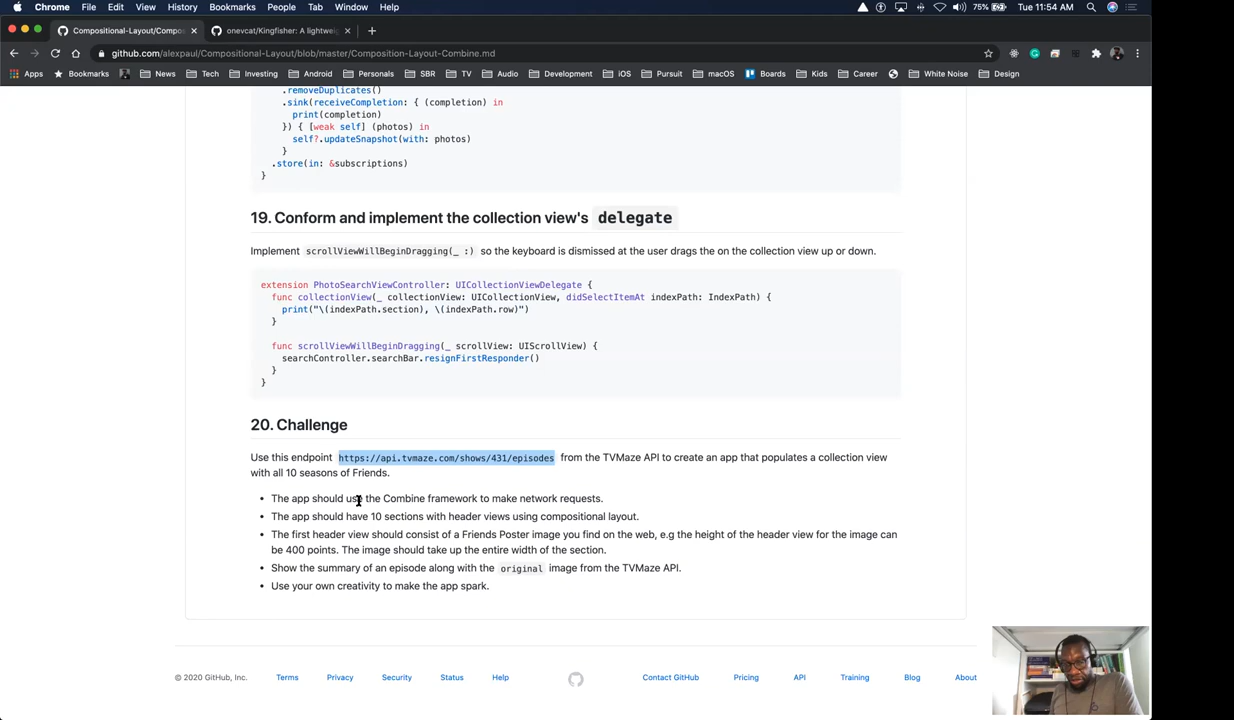 Chrome File Edit View History Bookmarks People Tab Window Help 75% Tue 11:54 AM
Compositional-Layout/Compos × onevcat/Kingfisher: A lightweig × +
github.com/alexpaul/Compositional-Layout/blob/master/Composition-Layout-Combine.md
Apps Bookmarks News Tech Investing Android Personals SBR TV Audio Development iOS Pursuit macOS Boards Kids Career White Noise Design
.removeDuplicates()
.sink(receiveCompletion: { (completion) in
print(completion)
}) { [weak self] (photos) in
self?.updateSnapshot(with: photos)
}
.store(in: &subscriptions)
}
19. Conform and implement the collection view's delegate
Implement scrollViewWillBeginDragging(_ :) so the keyboard is dismissed at the user drags the on the collection view up or down.
extension PhotoSearchViewController: UICollectionViewDelegate {
func collectionView(_ collectionView: UICollectionView, didSelectItemAt indexPath: IndexPath) {
print("\(indexPath.section), \(indexPath.row)")
}
func scrollViewWillBeginDragging(_ scrollView: UIScrollView) {
searchController.searchBar.resignFirstResponder()
}
}
20. Challenge
Use this endpoint https://api.tvmaze.com/shows/431/episodes from the TVMaze API to create an app that populates a collection view
with all 10 seasons of Friends.
• The app should use the Combine framework to make network requests.
• The app should have 10 sections with header views using compositional layout.
• The first header view should consist of a Friends Poster image you find on the web, e.g the height of the header view for the image can
be 400 points. The image should take up the entire width of the section.
• Show the summary of an episode along with the original image from the TVMaze API.
• Use your own creativity to make the app spark.
© 2020 GitHub, Inc. Terms Privacy Security Status Help Contact GitHub Pricing API Training Blog About